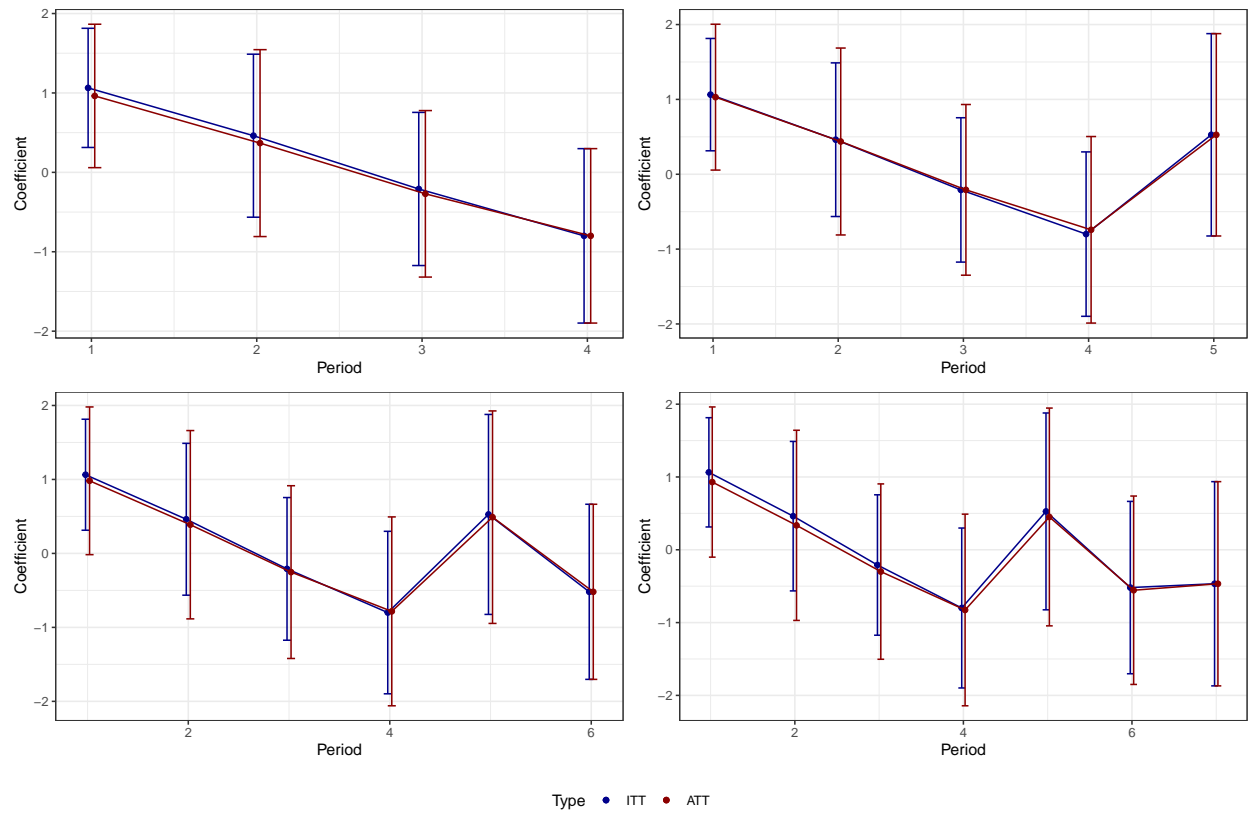 2
1
0
−1
−2
Coefficient
1 2 3 4
Period
2
1
0
−1
−2
Coefficient
1 2 3 4 5
Period
2
1
0
−1
−2
Coefficient
2 4 6
Period
2
1
0
−1
−2
Coefficient
2 4 6
Period
Type ITT ATT